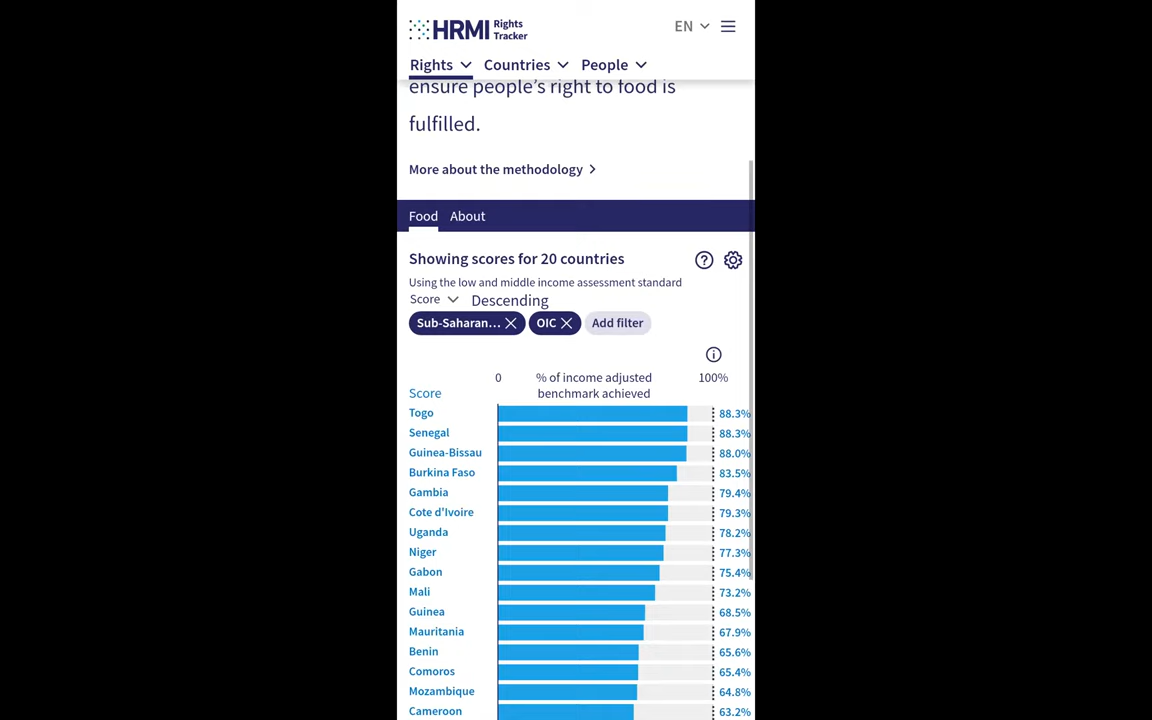 HRMI Rights Tracker
EN
Rights
Countries
People
ensure people's right to food is
fulfilled.
More about the methodology
Food
About
Showing scores for 20 countries
Using the low and middle income assessment standard
Score
Descending
Sub-Saharan...
OIC
Add filter
0
% of income adjusted
benchmark achieved
100%
Score
Togo 88.3%
Senegal 88.3%
Guinea-Bissau 88.0%
Burkina Faso 83.5%
Gambia 79.4%
Cote d'Ivoire 79.3%
Uganda 78.2%
Niger 77.3%
Gabon 75.4%
Mali 73.2%
Guinea 68.5%
Mauritania 67.9%
Benin 65.6%
Comoros 65.4%
Mozambique 64.8%
Cameroon 63.2%